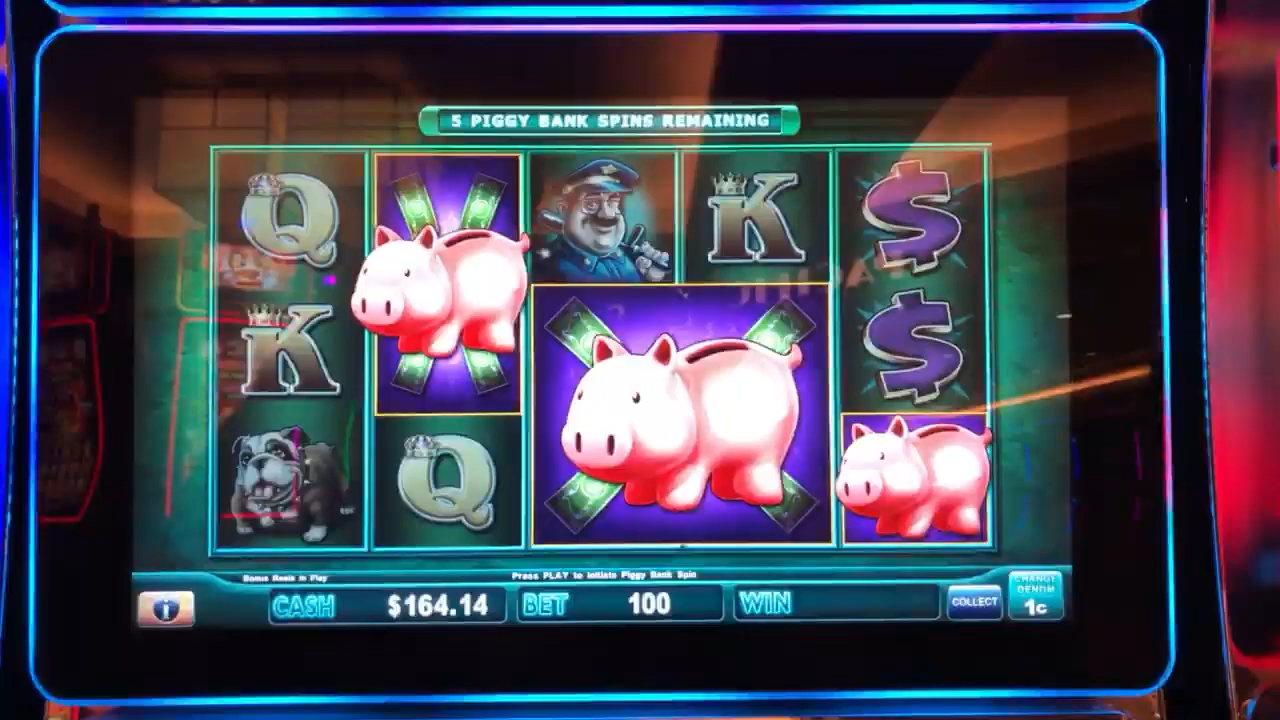 5 PIGGY BANK SPINS REMAINING
Q
K
$
K
$
Q
Bonus Reels in Play
Press PLAY to Initiate Piggy Bank Spin
CASH $164.14
BET 100
WIN
COLLECT
CHANGE
DENOM
1c
i